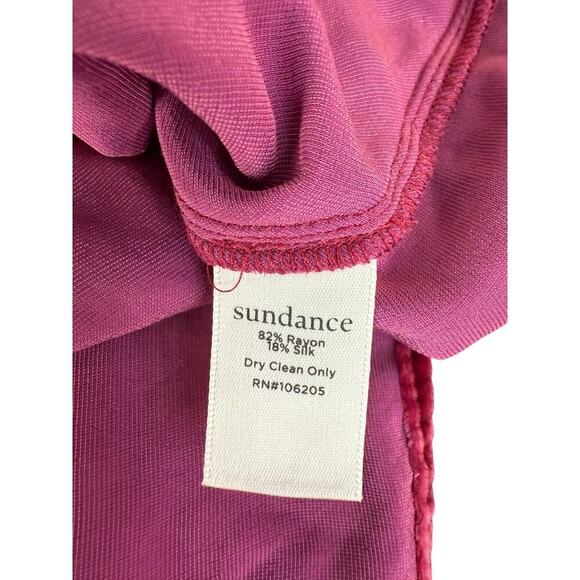 sundance
82% Rayon
18% Silk
Dry Clean Only
RN#106205